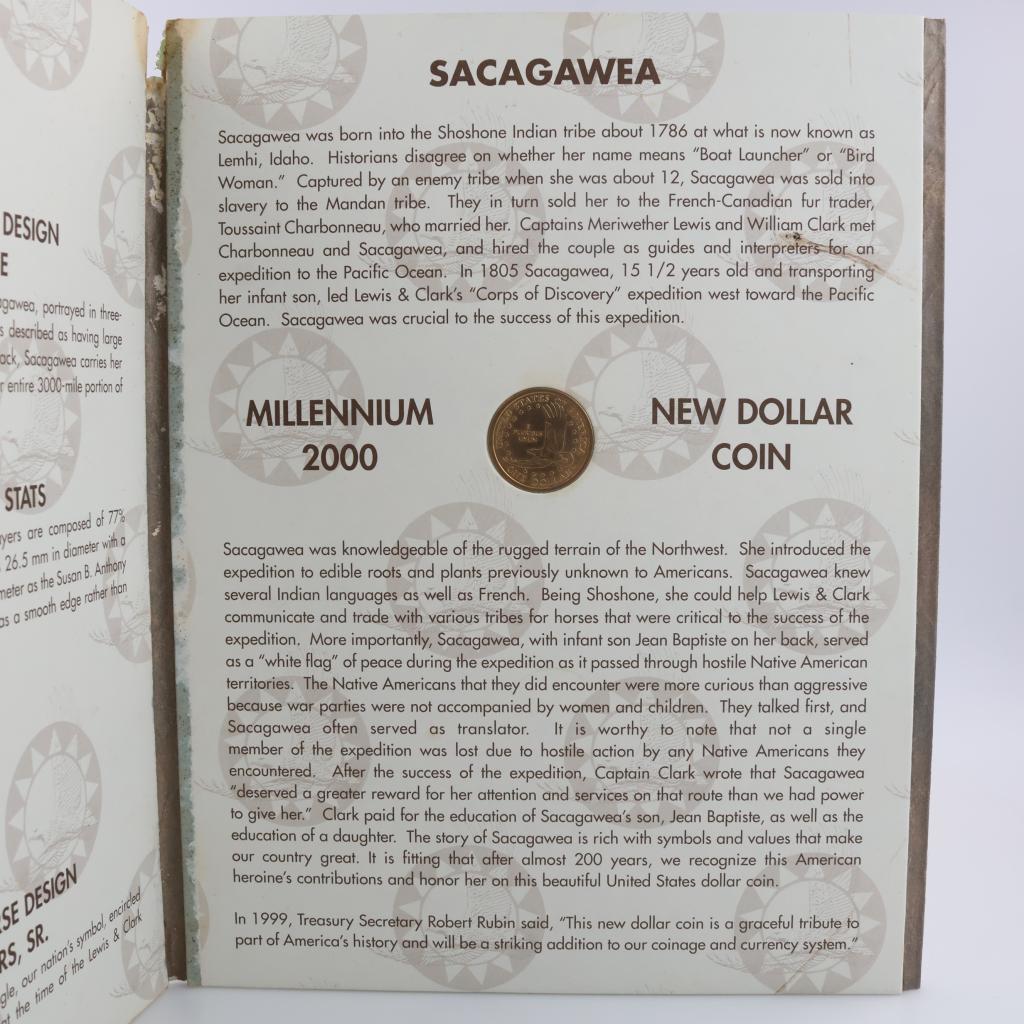 DESIGN
E
agawea, portrayed in three-
s described as having large
ack, Sacagawea carries her
r entire 3000-mile portion of
STATS
yers are composed of 77%
26.5 mm in diameter with a
meter as the Susan B. Anthony
as a smooth edge rather than
RSE DESIGN
RS, SR.
gle, our nation's symbol, encircled
nt the time of the Lewis & Clark
SACAGAWEA
Sacagawea was born into the Shoshone Indian tribe about 1786 at what is now known as
Lemhi, Idaho. Historians disagree on whether her name means "Boat Launcher" or "Bird
Woman." Captured by an enemy tribe when she was about 12, Sacagawea was sold into
slavery to the Mandan tribe. They in turn sold her to the French-Canadian fur trader,
Toussaint Charbonneau, who married her. Captains Meriwether Lewis and William Clark met
Charbonneau and Sacagawea, and hired the couple as guides and interpreters for an
expedition to the Pacific Ocean. In 1805 Sacagawea, 15 1/2 years old and transporting
her infant son, led Lewis & Clark's "Corps of Discovery" expedition west toward the Pacific
Ocean. Sacagawea was crucial to the success of this expedition.
MILLENNIUM
2000
UNITED STATES OF AMERICA
E
PLURIBUS
UNUM
ONE DOLLAR
NEW DOLLAR
COIN
Sacagawea was knowledgeable of the rugged terrain of the Northwest. She introduced the
expedition to edible roots and plants previously unknown to Americans. Sacagawea knew
several Indian languages as well as French. Being Shoshone, she could help Lewis & Clark
communicate and trade with various tribes for horses that were critical to the success of the
expedition. More importantly, Sacagawea, with infant son Jean Baptiste on her back, served
as a "white flag" of peace during the expedition as it passed through hostile Native American
territories. The Native Americans that they did encounter were more curious than aggressive
because war parties were not accompanied by women and children. They talked first, and
Sacagawea often served as translator. It is worthy to note that not a single
member of the expedition was lost due to hostile action by any Native Americans they
encountered. After the success of the expedition, Captain Clark wrote that Sacagawea
"deserved a greater reward for her attention and services on that route than we had power
to give her." Clark paid for the education of Sacagawea's son, Jean Baptiste, as well as the
education of a daughter. The story of Sacagawea is rich with symbols and values that make
our country great. It is fitting that after almost 200 years, we recognize this American
heroine's contributions and honor her on this beautiful United States dollar coin.
In 1999, Treasury Secretary Robert Rubin said, "This new dollar coin is a graceful tribute to
part of America's history and will be a striking addition to our coinage and currency system."